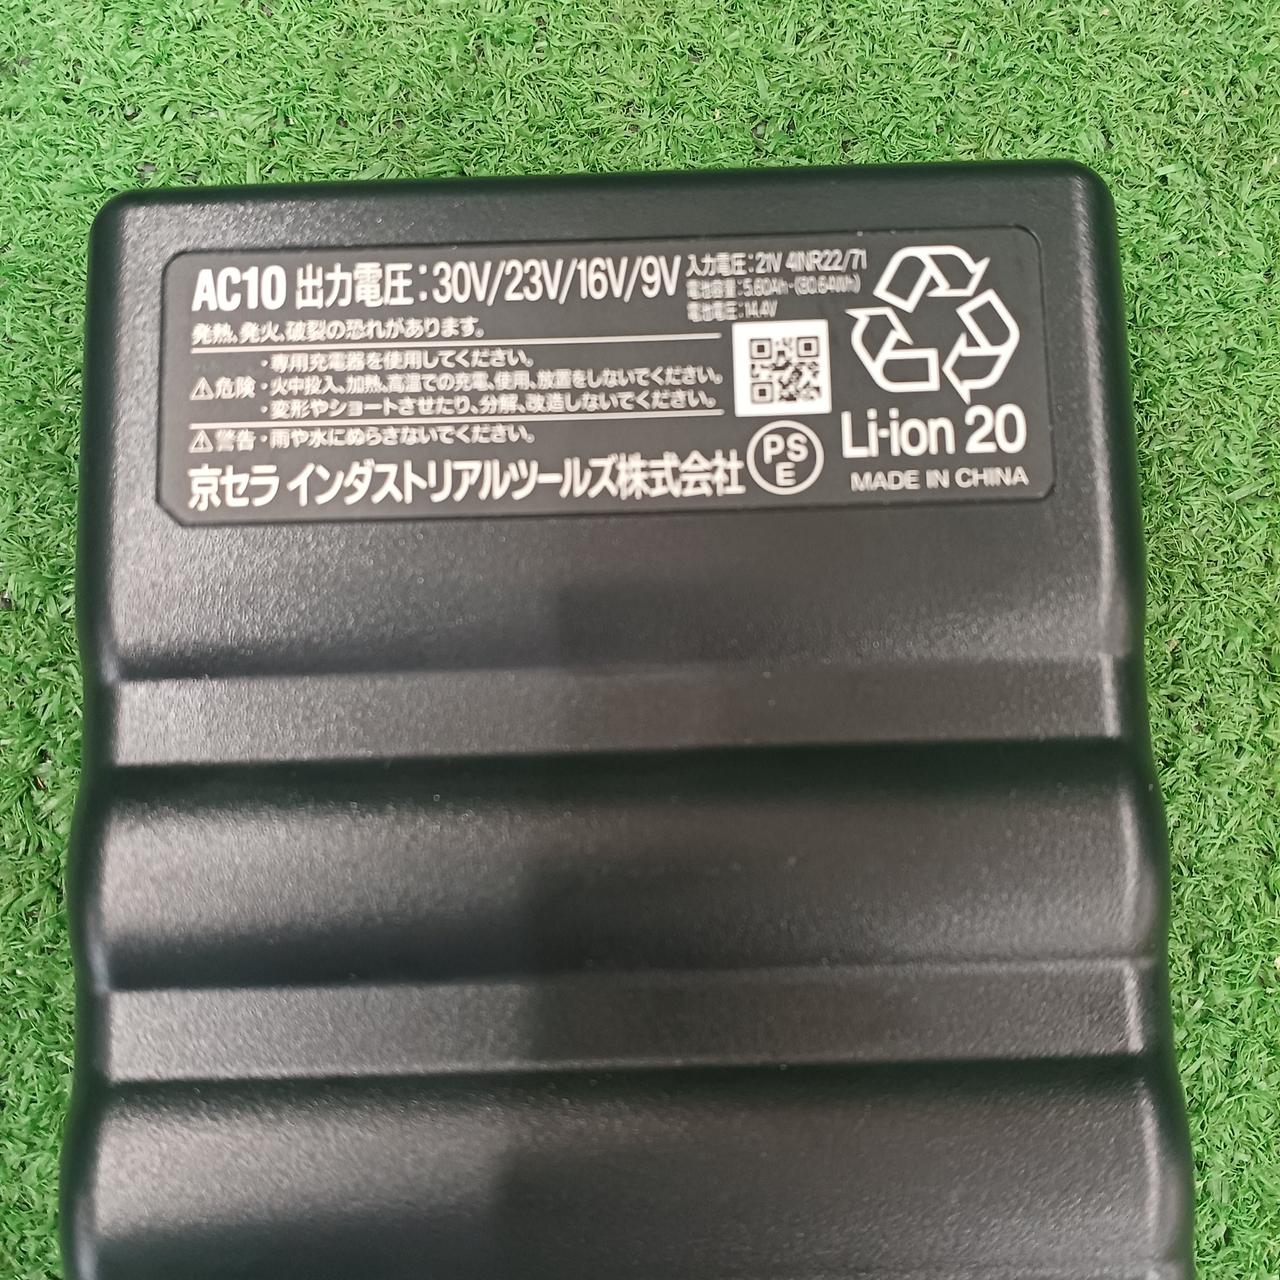 AC10 出力電圧:30V/23V/16V/9V
入力電圧:21V 4INR22/71
電池容量:5.60Ah-(80.64Wh)
電池電圧:14.4V
発熱、発火、破裂の恐れがあります。
⚠危険
・専用充電器を使用してください。
・火中投入、加熱、高温での充電、使用、放置をしないでください。
・変形やショートさせたり、分解、改造しないでください。
⚠警告・雨や水にぬらさないでください。
京セラ インダストリアルツールズ株式会社
PS
E
Li-ion 20
MADE IN CHINA